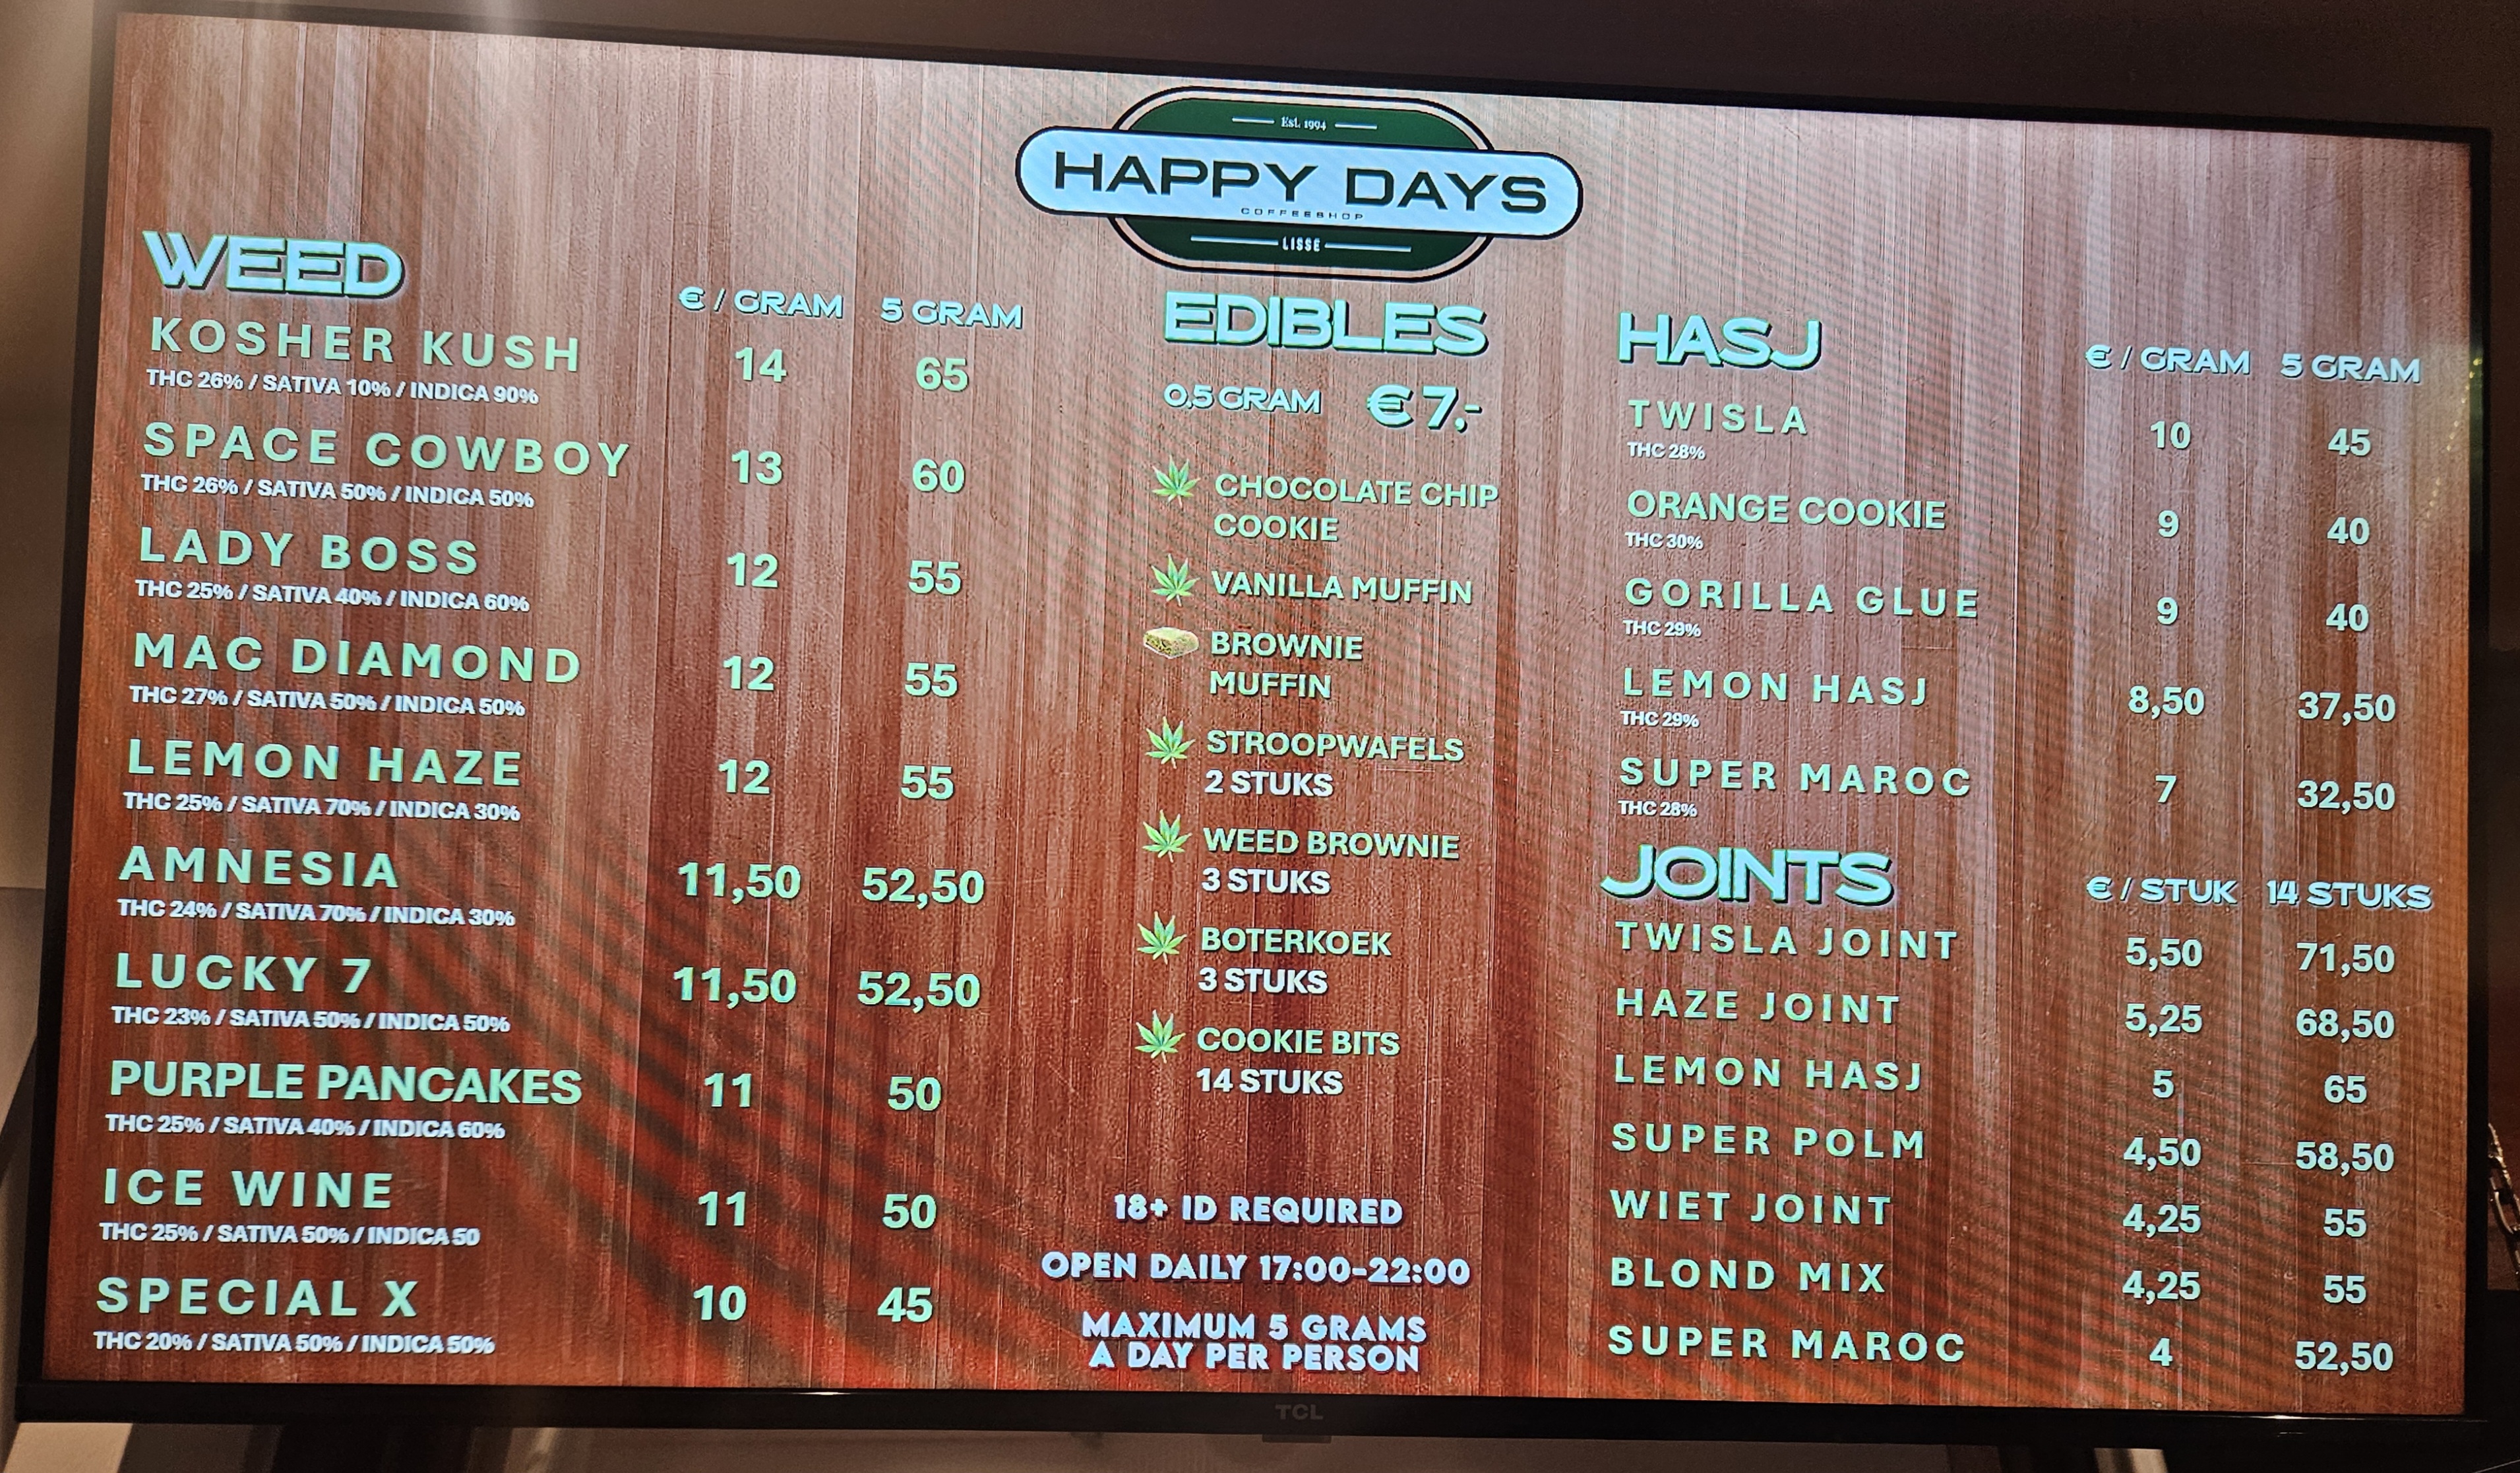 Est. 1994
HAPPY DAYS
COFFEESHOP
LISSE
WEED
€ / GRAM 5 GRAM
KOSHER KUSH 14 65
THC 26% / SATIVA 10% / INDICA 90%
SPACE COWBOY 13 60
THC 26% / SATIVA 50% / INDICA 50%
LADY BOSS 12 55
THC 25% / SATIVA 40% / INDICA 60%
MAC DIAMOND 12 55
THC 27% / SATIVA 50% / INDICA 50%
LEMON HAZE 12 55
THC 25% / SATIVA 70% / INDICA 30%
AMNESIA 11,50 52,50
THC 24% / SATIVA 70% / INDICA 30%
LUCKY 7 11,50 52,50
THC 23% / SATIVA 50% / INDICA 50%
PURPLE PANCAKES 11 50
THC 25% / SATIVA 40% / INDICA 60%
ICE WINE 11 50
THC 25% / SATIVA 50% / INDICA 50
SPECIAL X 10 45
THC 20% / SATIVA 50% / INDICA 50%
EDIBLES
0,5 GRAM € 7,-
CHOCOLATE CHIP
COOKIE
VANILLA MUFFIN
BROWNIE
MUFFIN
STROOPWAFELS
2 STUKS
WEED BROWNIE
3 STUKS
BOTERKOEK
3 STUKS
COOKIE BITS
14 STUKS
18+ ID REQUIRED
OPEN DAILY 17:00-22:00
MAXIMUM 5 GRAMS
A DAY PER PERSON
HASJ
€ / GRAM 5 GRAM
TWISLA 10 45
THC 28%
ORANGE COOKIE 9 40
THC 30%
GORILLA GLUE 9 40
THC 29%
LEMON HASJ 8,50 37,50
THC 29%
SUPER MAROC 7 32,50
THC 28%
JOINTS
€ / STUK 14 STUKS
TWISLA JOINT 5,50 71,50
HAZE JOINT 5,25 68,50
LEMON HASJ 5 65
SUPER POLM 4,50 58,50
WIET JOINT 4,25 55
BLOND MIX 4,25 55
SUPER MAROC 4 52,50
TCL